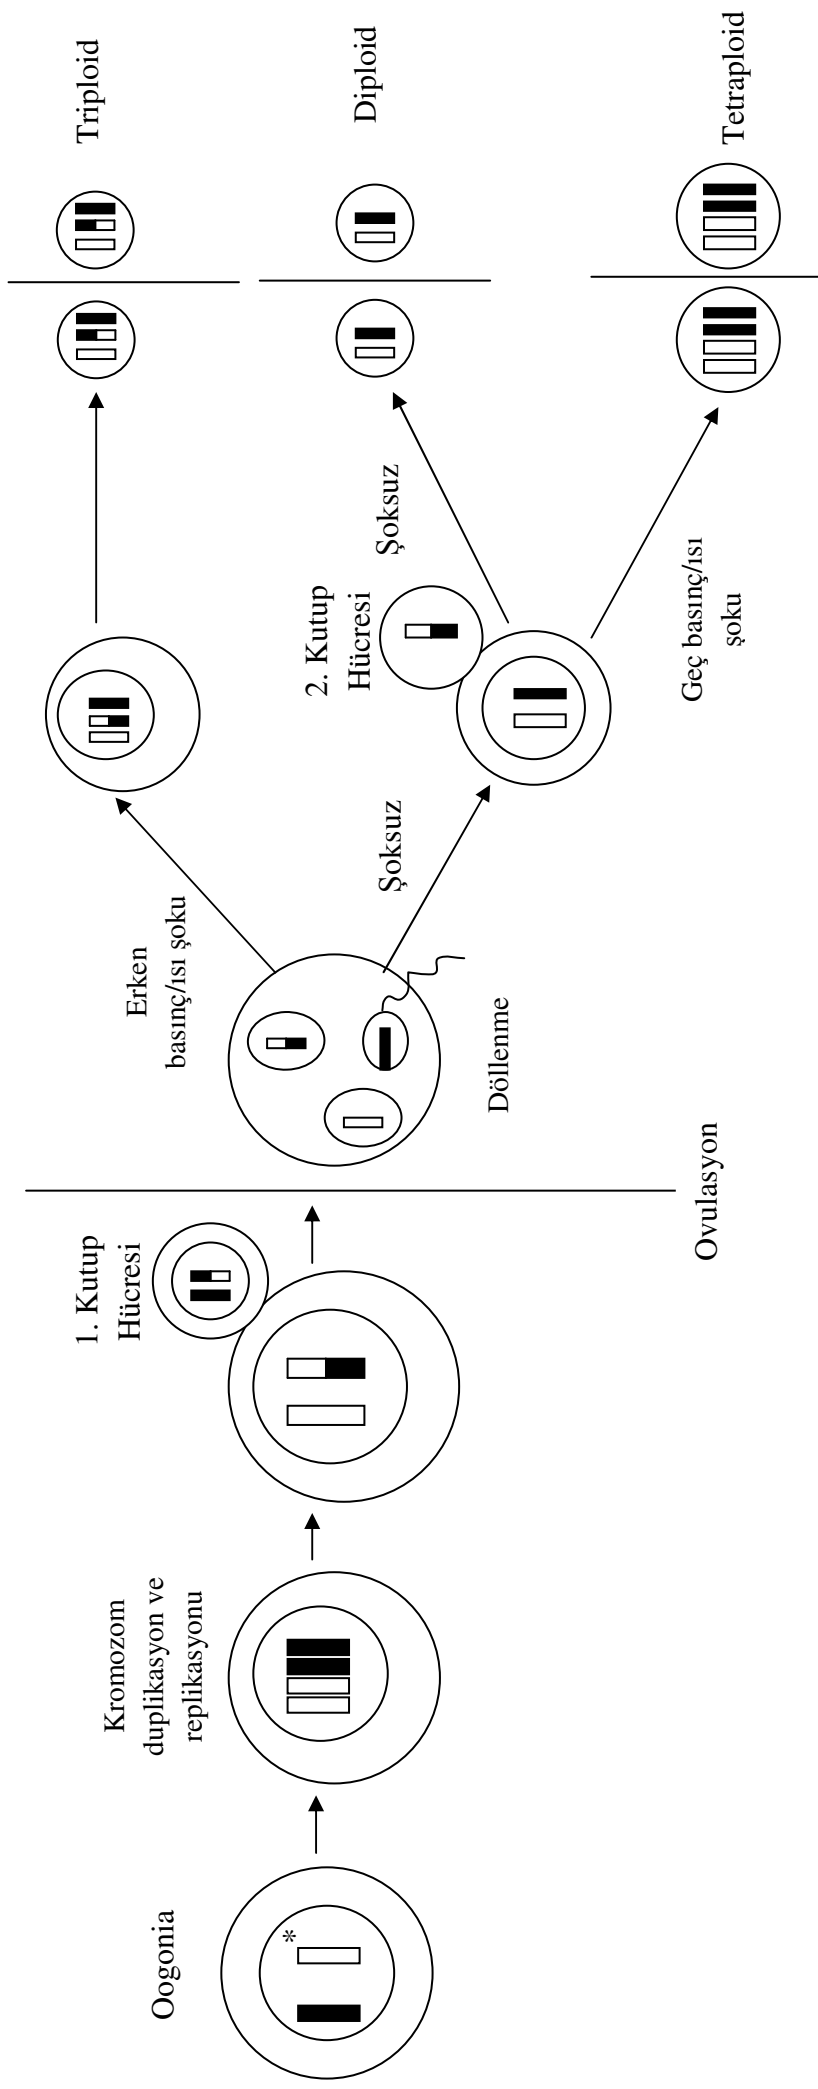 Oogonia
*
Kromozom
duplikasyon ve
replikasyonu
1. Kutup
Hücresi
Ovulasyon
Döllenme
Erken
basınç/ısı şoku
Şoksuz
2. Kutup
Hücresi
Şoksuz
Geç basınç/ısı
şoku
Triploid
Diploid
Tetraploid